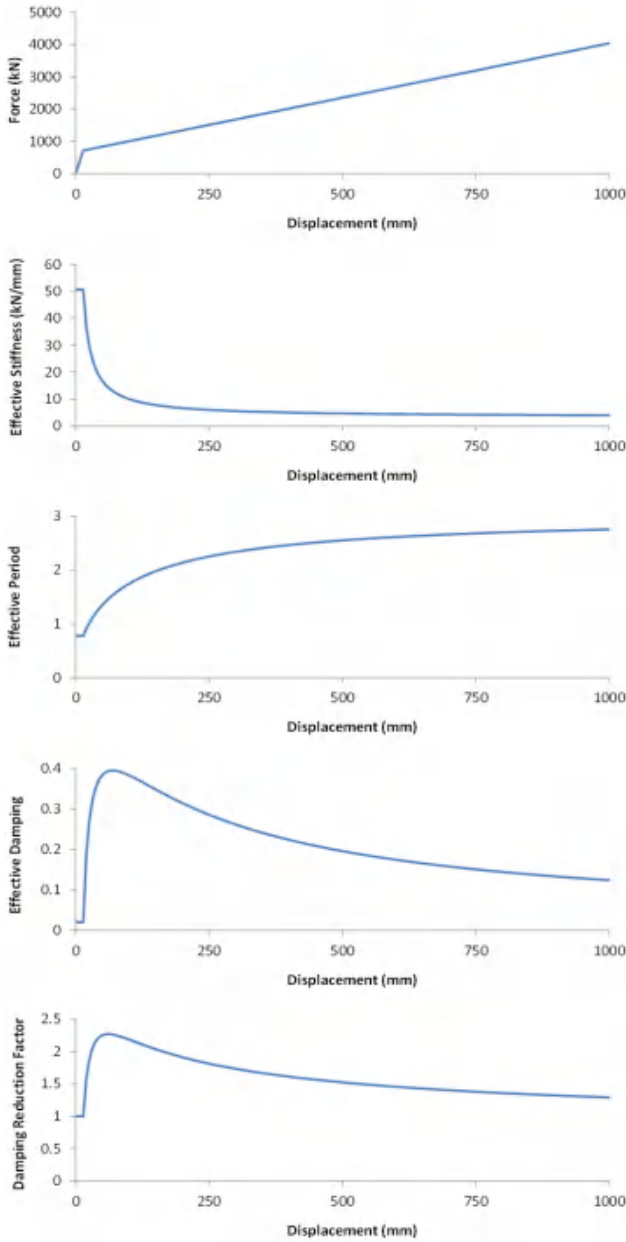 Force (kN)
5000
4000
3000
2000
1000
0
0 250 500 750 1000
Displacement (mm)
Effective Stiffness (kN/mm)
60
50
40
30
20
10
0
0 250 500 750 1000
Displacement (mm)
Effective Period
3
2
1
0
0 250 500 750 1000
Displacement (mm)
Effective Damping
0.4
0.3
0.2
0.1
0
0 250 500 750 1000
Displacement (mm)
Damping Reduction Factor
2.5
2
1.5
1
0.5
0
0 250 500 750 1000
Displacement (mm)